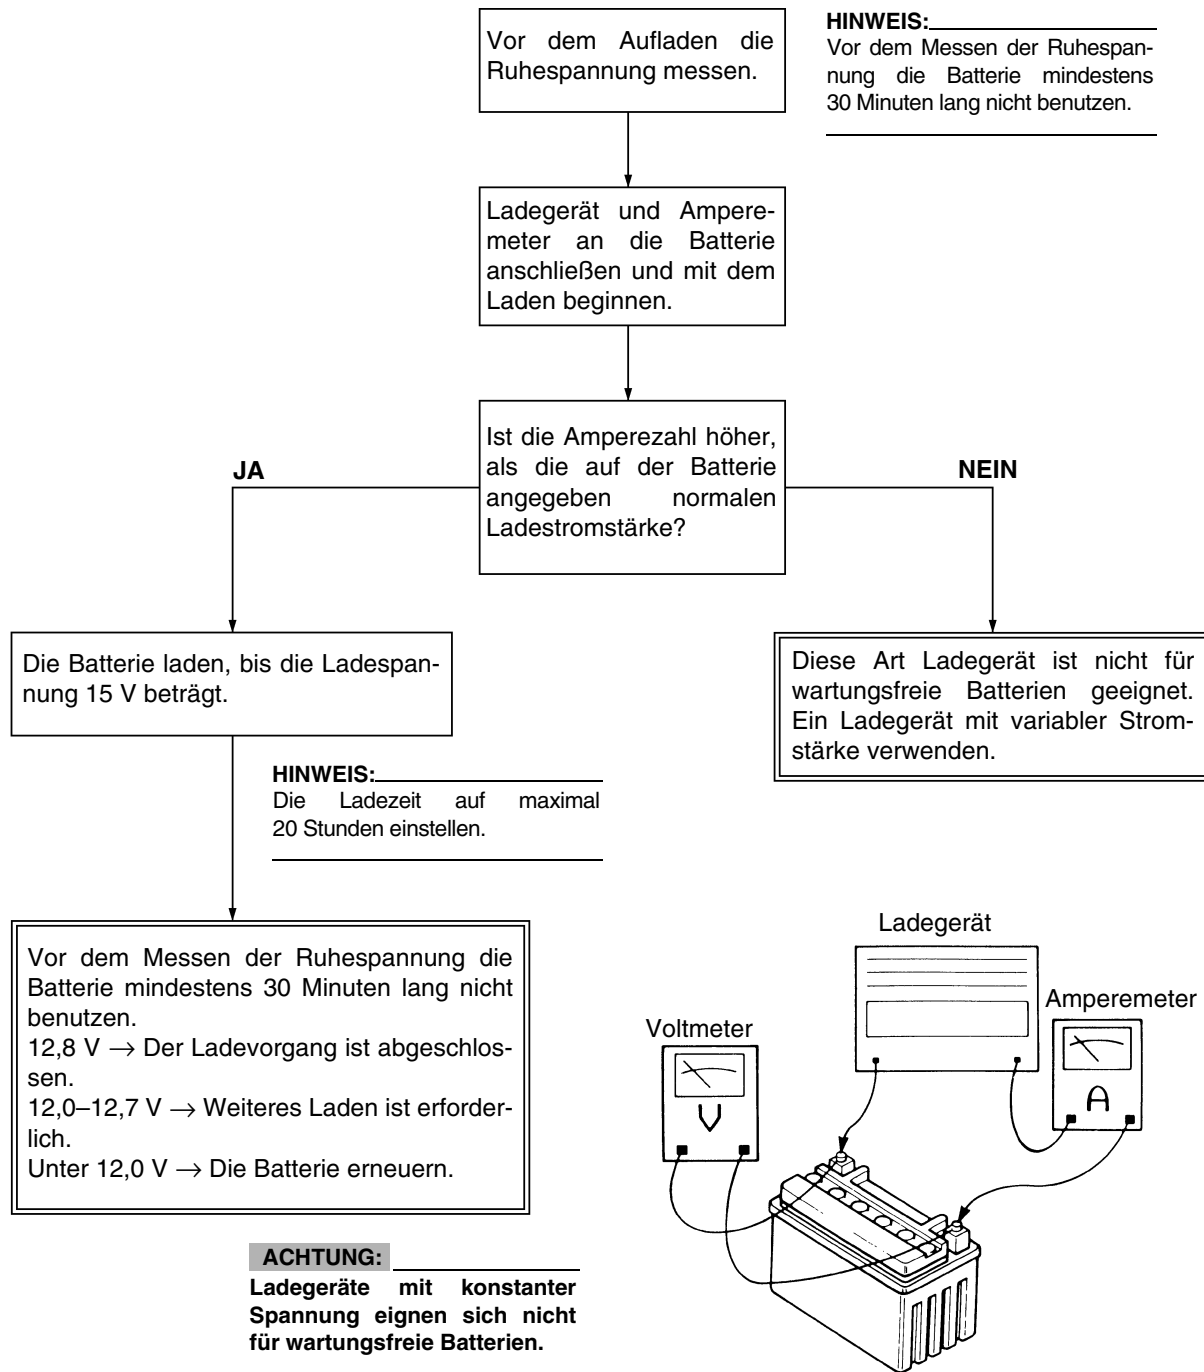 Vor dem Aufladen die
Ruhespannung messen.
HINWEIS:
Vor dem Messen der Ruhespan-
nung die Batterie mindestens
30 Minuten lang nicht benutzen.
Ladegerät und Ampere-
meter an die Batterie
anschließen und mit dem
Laden beginnen.
Ist die Amperezahl höher,
als die auf der Batterie
angegeben normalen
Ladestromstärke?
JA
NEIN
Die Batterie laden, bis die Ladespan-
nung 15 V beträgt.
Diese Art Ladegerät ist nicht für
wartungsfreie Batterien geeignet.
Ein Ladegerät mit variabler Strom-
stärke verwenden.
HINWEIS:
Die Ladezeit auf maximal
20 Stunden einstellen.
Vor dem Messen der Ruhespannung die
Batterie mindestens 30 Minuten lang nicht
benutzen.
12,8 V → Der Ladevorgang ist abgeschlos-
sen.
12,0–12,7 V → Weiteres Laden ist erforder-
lich.
Unter 12,0 V → Die Batterie erneuern.
ACHTUNG:
Ladegeräte mit konstanter
Spannung eignen sich nicht
für wartungsfreie Batterien.
Ladegerät
Amperemeter
Voltmeter
V
A